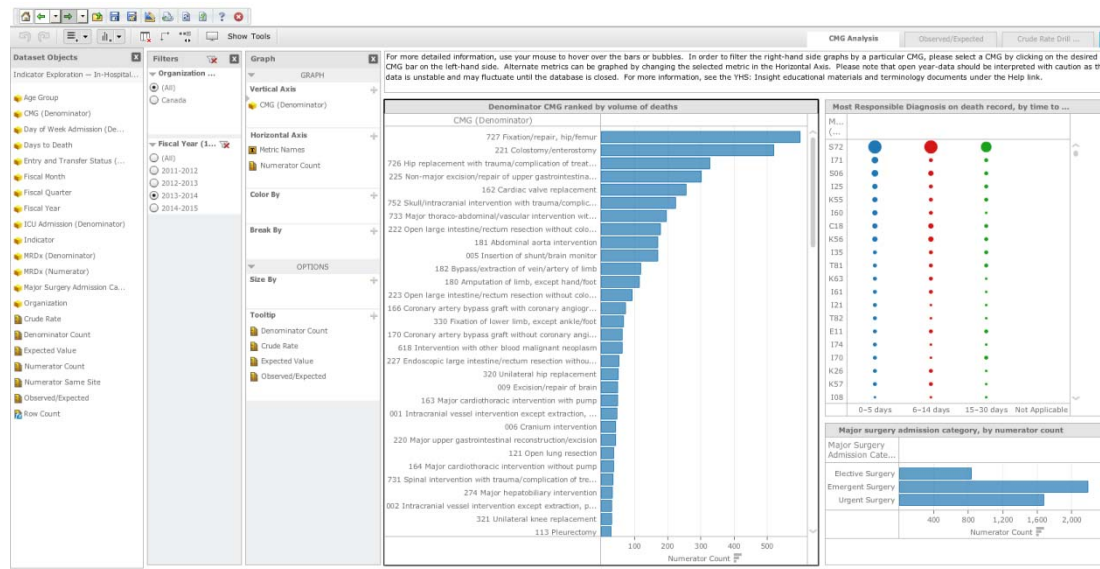 Show Tools
CMG Analysis
Observed/Expected
Crude Rate Drill ...
Dataset Objects
Indicator Exploration -- In-Hospital...
Age Group
CMG (Denominator)
Day of Week Admission (De...
Days to Death
Entry and Transfer Status (...
Fiscal Month
Fiscal Quarter
Fiscal Year
ICU Admission (Denominator)
Indicator
MRDx (Denominator)
MRDx (Numerator)
Major Surgery Admission Ca...
Organization
Crude Rate
Denominator Count
Expected Value
Numerator Count
Numerator Same Site
Observed/Expected
Row Count
Filters
Organization ...
(All)
Canada
Fiscal Year (1...
(All)
2011-2012
2012-2013
2013-2014
2014-2015
Graph
GRAPH
Vertical Axis
CMG (Denominator)
Horizontal Axis
Metric Names
Numerator Count
Color By
Break By
OPTIONS
Size By
Tooltip
Denominator Count
Crude Rate
Expected Value
Observed/Expected
For more detailed information, use your mouse to hover over the bars or bubbles. In order to filter the right-hand side graphs by a particular CMG, please select a CMG by clicking on the desired
CMG bar on the left-hand side. Alternate metrics can be graphed by changing the selected metric in the Horizontal Axis. Please note that open year-data should be interpreted with caution as th
data is unstable and may fluctuate until the database is closed. For more information, see the YHS: Insight educational materials and terminology documents under the Help link.
Denominator CMG ranked by volume of deaths
CMG (Denominator)
727 Fixation/repair, hip/femur
221 Colostomy/enterostomy
726 Hip replacement with trauma/complication of treat...
225 Non-major excision/repair of upper gastrointestina...
162 Cardiac valve replacement
752 Skull/intracranial intervention with trauma/complic...
733 Major thoraco-abdominal/vascular intervention wit...
222 Open large intestine/rectum resection without colo...
181 Abdominal aorta intervention
005 Insertion of shunt/brain monitor
182 Bypass/extraction of vein/artery of limb
180 Amputation of limb, except hand/foot
223 Open large intestine/rectum resection without colo...
166 Coronary artery bypass graft with coronary angiogr...
330 Fixation of lower limb, except ankle/foot
170 Coronary artery bypass graft without coronary angi...
618 Intervention with other blood malignant neoplasm
227 Endoscopic large intestine/rectum resection withou...
320 Unilateral hip replacement
009 Excision/repair of brain
163 Major cardiothoracic intervention with pump
001 Intracranial vessel intervention except extraction, ...
006 Cranium intervention
220 Major upper gastrointestinal reconstruction/excision
121 Open lung resection
164 Major cardiothoracic intervention without pump
731 Spinal intervention with trauma/complication of tre...
274 Major hepatobiliary intervention
002 Intracranial vessel intervention except extraction, p...
321 Unilateral knee replacement
113 Pleurectomy
100 200 300 400 500
Numerator Count
Most Responsible Diagnosis on death record, by time to ...
M...
(...
S72
I71
S06
I25
K55
I60
C18
K56
I35
T81
K63
I61
I21
T82
E11
I74
I70
K26
K57
I08
0–5 days 6–14 days 15–30 days Not Applicable
Major surgery admission category, by numerator count
Major Surgery
Admission Cate...
Elective Surgery
Emergent Surgery
Urgent Surgery
400 800 1,200 1,600 2,000
Numerator Count